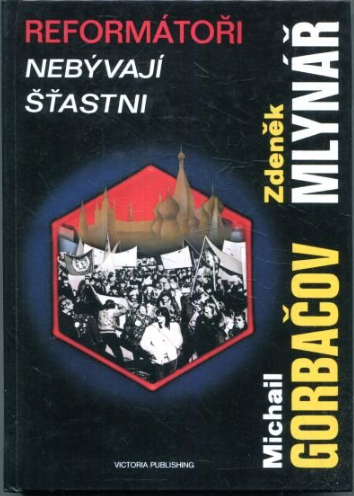 REFORMÁTOŘI
NEBÝVAJÍ
ŠŤASTNI
Zdeněk
MLYNÁŘ
Michail
GORBAČOV
VICTORIA PUBLISHING